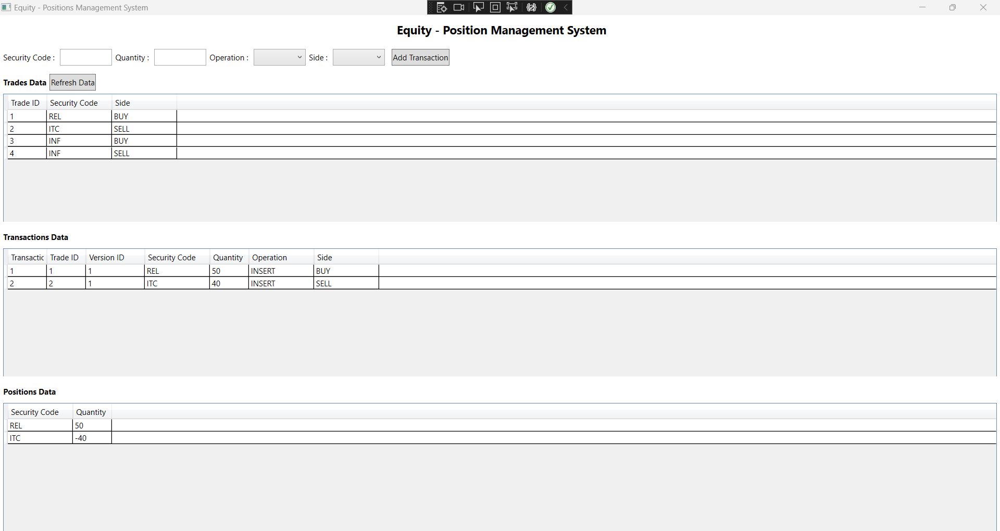 Equity - Positions Management System
Equity - Position Management System
Security Code : Quantity : Operation : Side : Add Transaction
Trades Data Refresh Data
Trade ID Security Code Side
1 REL BUY
2 ITC SELL
3 INF BUY
4 INF SELL
Transactions Data
Transactic Trade ID Version ID Security Code Quantity Operation Side
1 1 1 REL 50 INSERT BUY
2 2 1 ITC 40 INSERT SELL
Positions Data
Security Code Quantity
REL 50
ITC -40